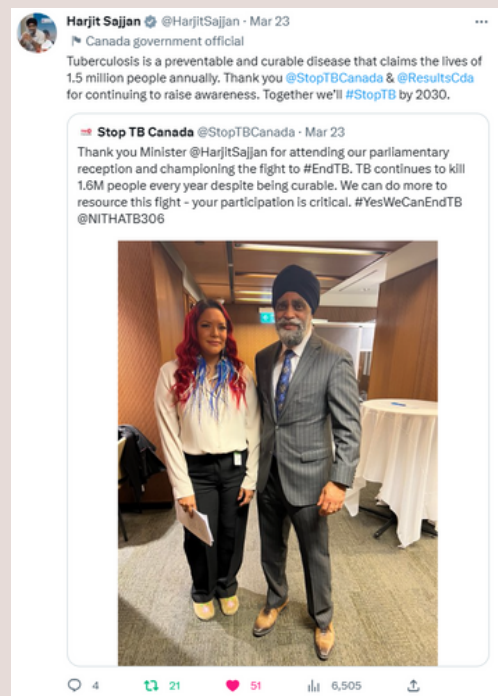 Harjit Sajjan @HarjitSajjan · Mar 23
Canada government official
Tuberculosis is a preventable and curable disease that claims the lives of
1.5 million people annually. Thank you @StopTBCanada & @ResultsCda
for continuing to raise awareness. Together we'll #StopTB by 2030.
Stop TB Canada @StopTBCanada · Mar 23
Thank you Minister @HarjitSajjan for attending our parliamentary
reception and championing the fight to #EndTB. TB continues to kill
1.6M people every year despite being curable. We can do more to
resource this fight - your participation is critical. #YesWeCanEndTB
@NITHATB306
4 21 51 6,505